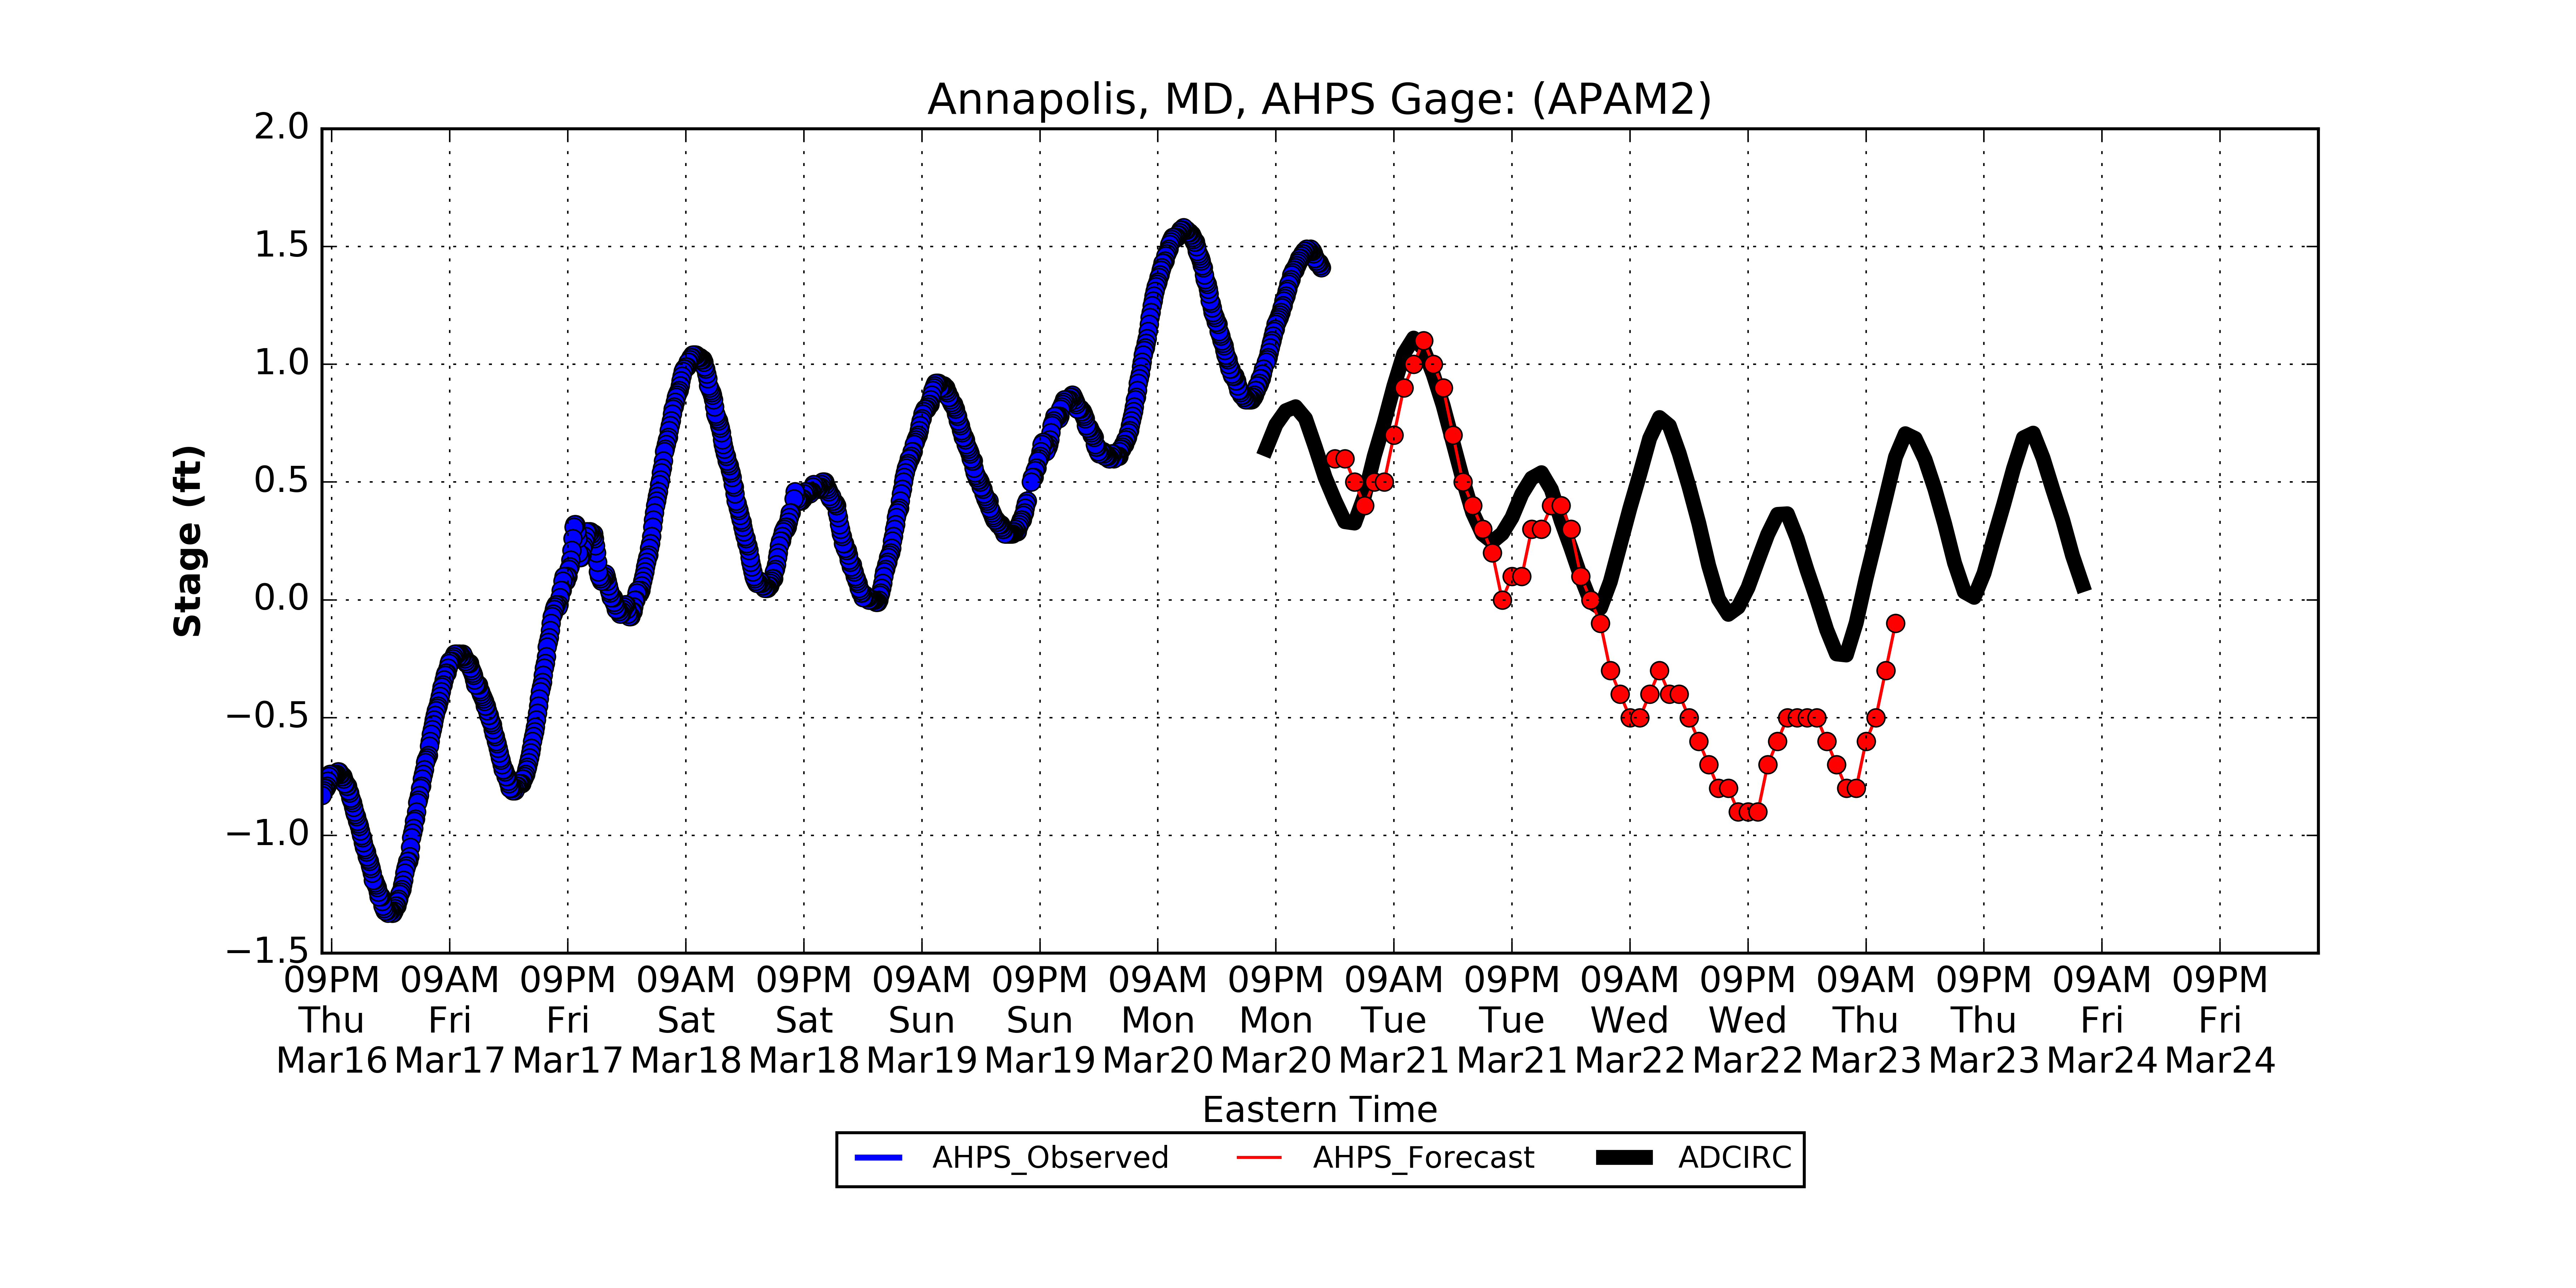 Annapolis, MD, AHPS Gage: (APAM2)
2.0
1.5
1.0
0.5
0.0
−0.5
−1.0
−1.5
Stage (ft)
09PM 09AM 09PM 09AM 09PM 09AM 09PM 09AM 09PM 09AM 09PM 09AM 09PM 09AM 09PM 09AM 09PM
Thu Fri Fri Sat Sat Sun Sun Mon Mon Tue Tue Wed Wed Thu Thu Fri Fri
Mar16 Mar17 Mar17 Mar18 Mar18 Mar19 Mar19 Mar20 Mar20 Mar21 Mar21 Mar22 Mar22 Mar23 Mar23 Mar24 Mar24
Eastern Time
AHPS_Observed AHPS_Forecast ADCIRC